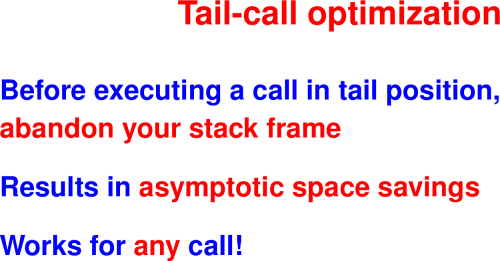 Tail-call optimization
Before executing a call in tail position,
abandon your stack frame
Results in asymptotic space savings
Works for any call!